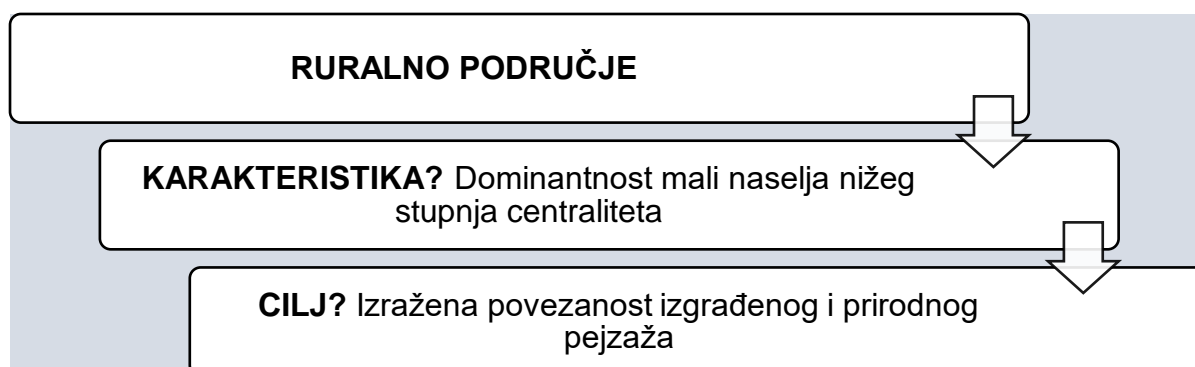 RURALNO PODRUČJE
KARAKTERISTIKA? Dominantnost mali naselja nižeg
stupnja centraliteta
CILJ? Izražena povezanost izgrađenog i prirodnog
pejzaža